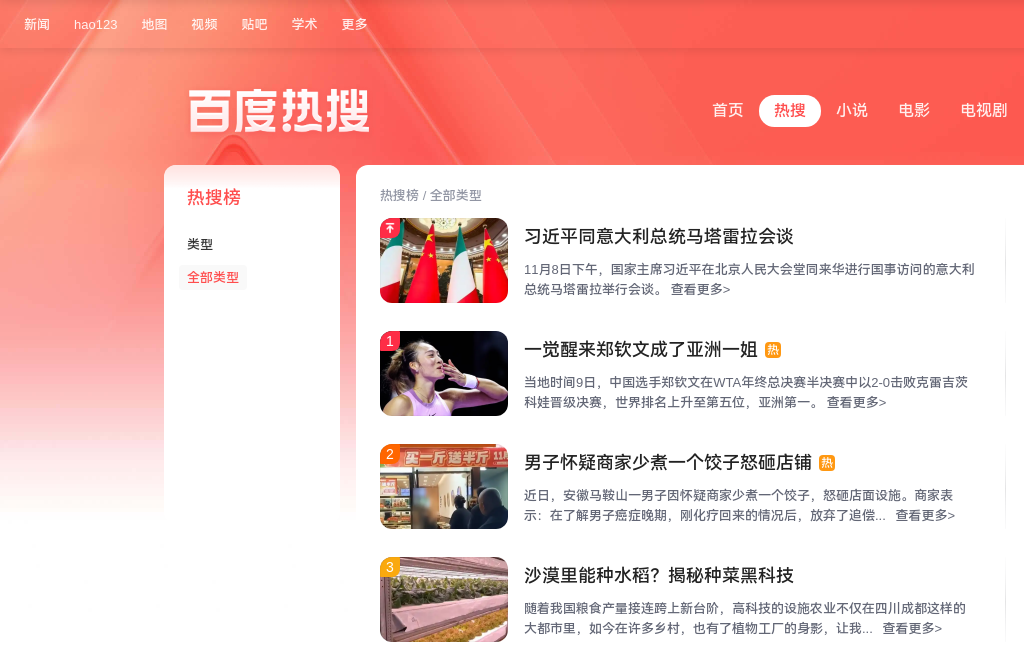 新闻 hao123 地图 视频 贴吧 学术 更多
百度热搜
首页 热搜 小说 电影 电视剧
热搜榜
类型
全部类型
热搜榜 / 全部类型
习近平同意大利总统马塔雷拉会谈
11月8日下午，国家主席习近平在北京人民大会堂同来华进行国事访问的意大利
总统马塔雷拉举行会谈。 查看更多>
1
一觉醒来郑钦文成了亚洲一姐 热
当地时间9日，中国选手郑钦文在WTA年终总决赛半决赛中以2-0击败克雷吉茨
科娃晋级决赛，世界排名上升至第五位，亚洲第一。 查看更多>
2
买一斤送半斤 11月
男子怀疑商家少煮一个饺子怒砸店铺 热
近日，安徽马鞍山一男子因怀疑商家少煮一个饺子，怒砸店面设施。商家表
示：在了解男子癌症晚期，刚化疗回来的情况后，放弃了追偿... 查看更多>
3
沙漠里能种水稻？揭秘种菜黑科技
随着我国粮食产量接连跨上新台阶，高科技的设施农业不仅在四川成都这样的
大都市里，如今在许多乡村，也有了植物工厂的身影，让我... 查看更多>